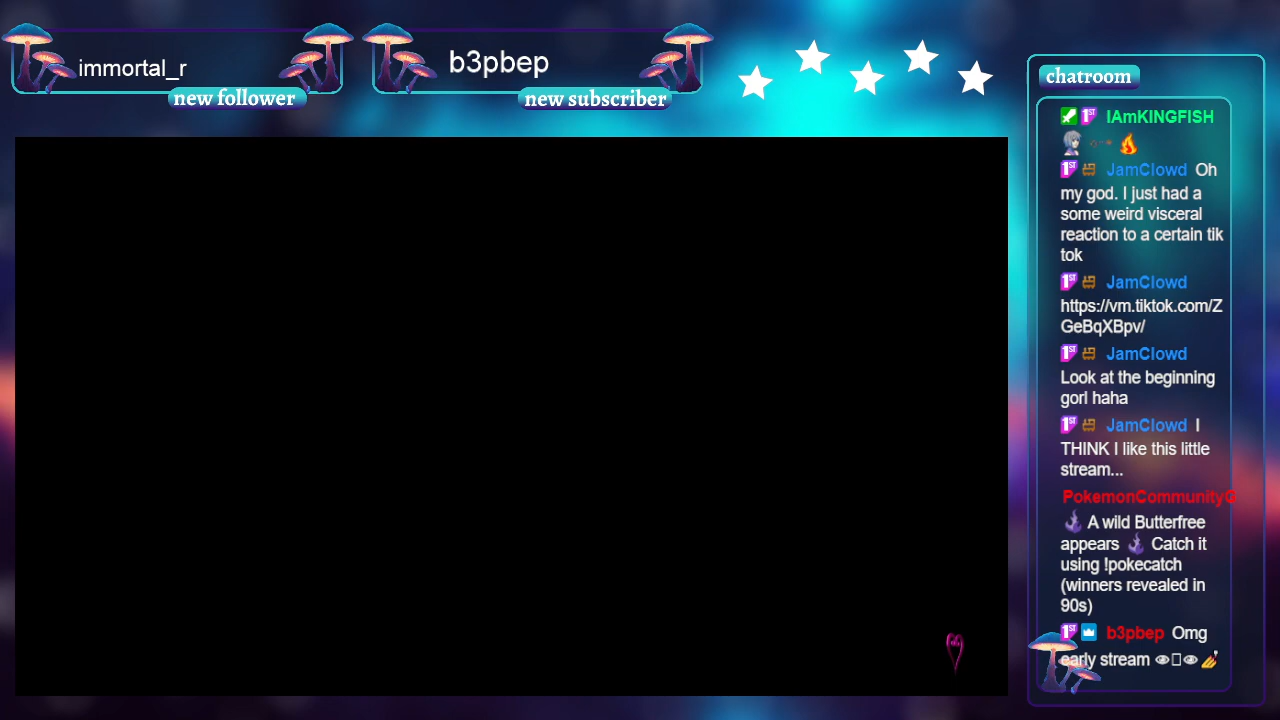 immortal_r
new follower
b3pbep
new subscriber
chatroom
IAmKINGFISH
JamClowd Oh
my god. I just had a
some weird visceral
reaction to a certain tik
tok
JamClowd
https://vm.tiktok.com/Z
GeBqXBpv/
JamClowd
Look at the beginning
gorl haha
JamClowd I
THINK I like this little
stream...
PokemonCommunityG
A wild Butterfree
appears Catch it
using !pokecatch
(winners revealed in
90s)
b3pbep Omg
early stream